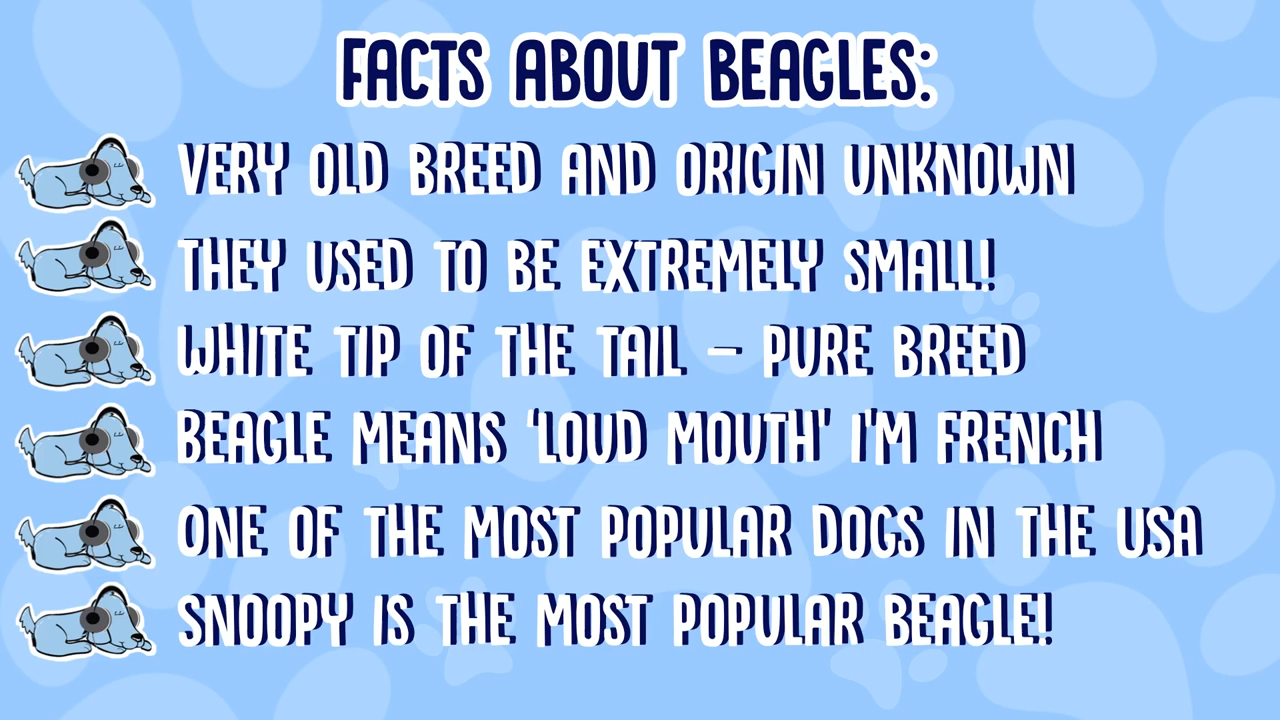 FACTS ABOUT BEAGLES:
VERY OLD BREED AND ORIGIN UNKNOWN
THEY USED TO BE EXTREMELY SMALL!
WHITE TIP OF THE TAIL – PURE BREED
BEAGLE MEANS 'LOUD MOUTH' I'M FRENCH
ONE OF THE MOST POPULAR DOGS IN THE USA
SNOOPY IS THE MOST POPULAR BEAGLE!